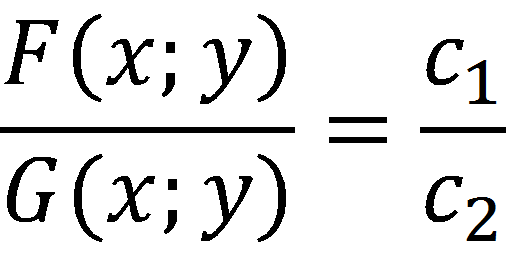 F(x; y) / G(x; y) = c₁ / c₂